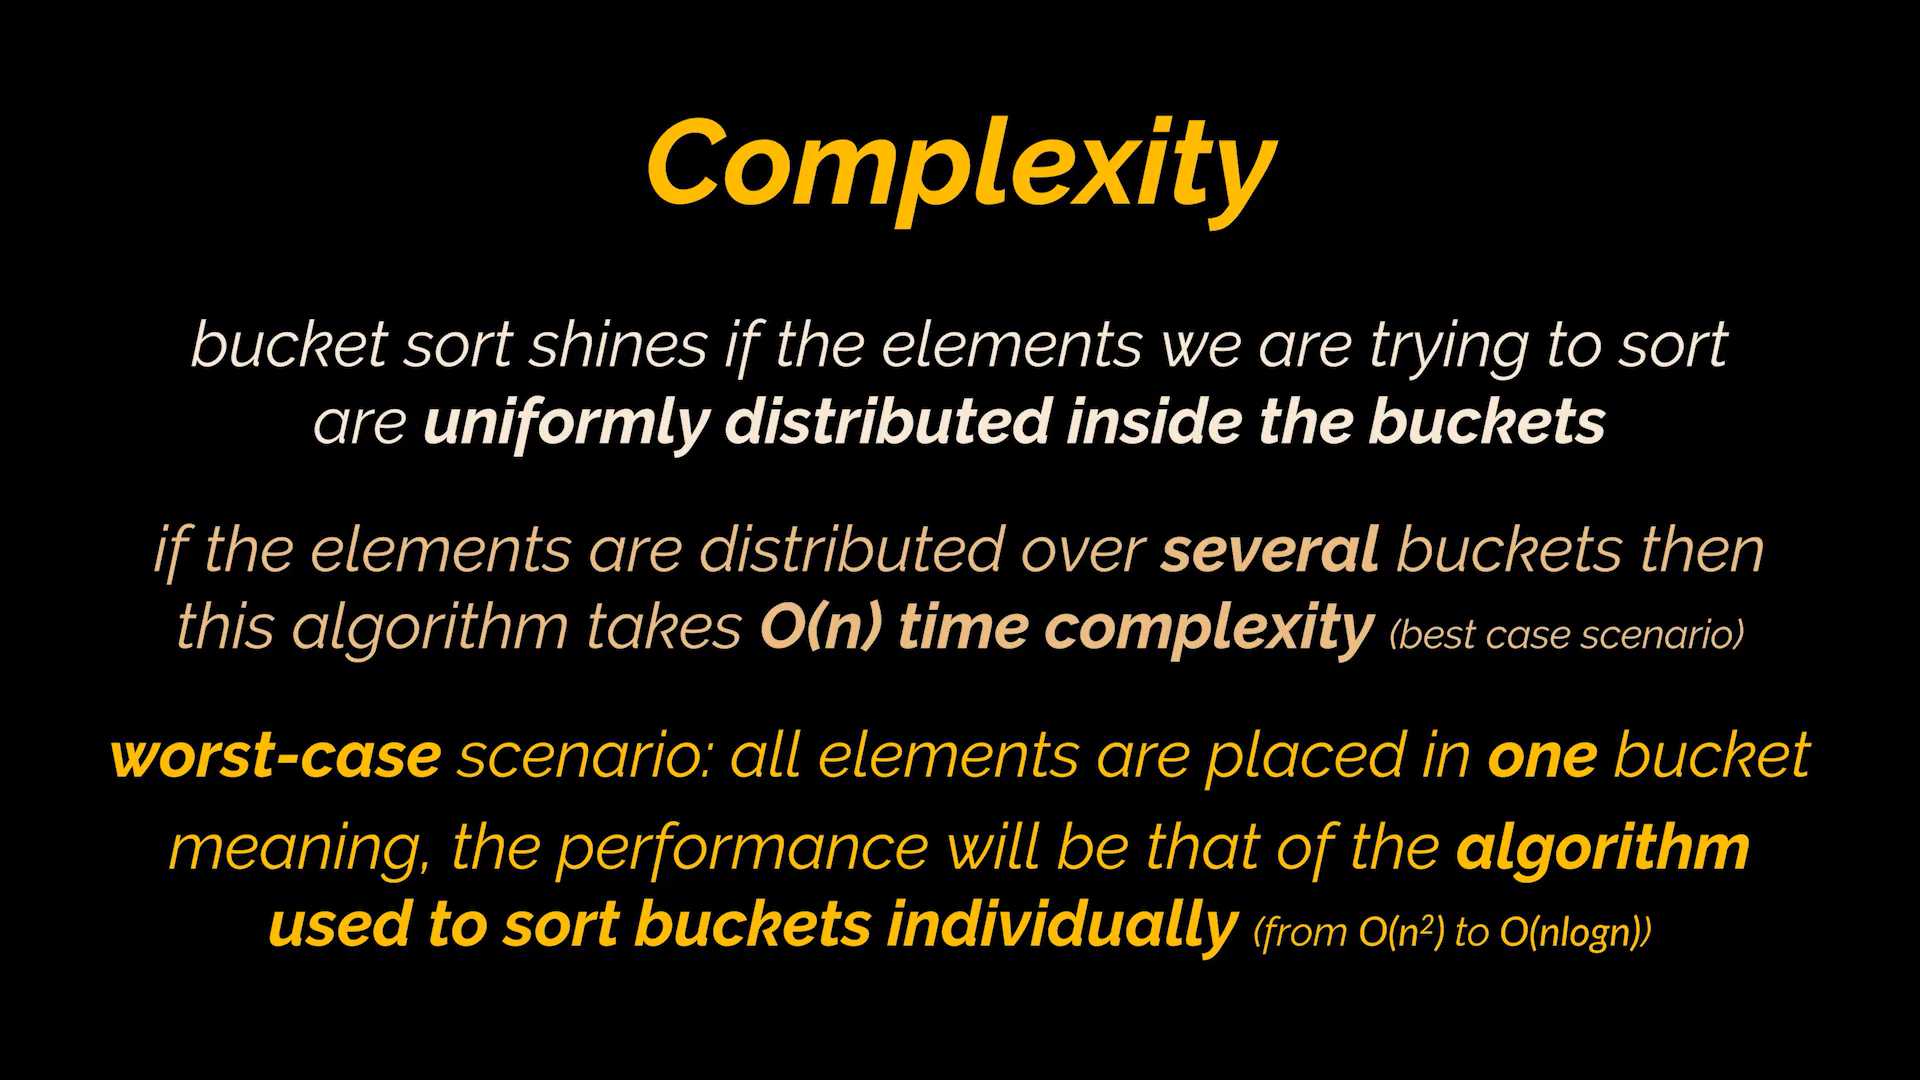 Complexity
bucket sort shines if the elements we are trying to sort
are uniformly distributed inside the buckets
if the elements are distributed over several buckets then
this algorithm takes O(n) time complexity (best case scenario)
worst-case scenario: all elements are placed in one bucket
meaning, the performance will be that of the algorithm
used to sort buckets individually (from O(n²) to O(nlogn))